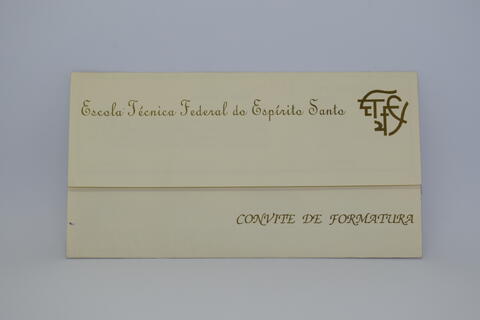 Escola Técnica Federal do Espírito Santo
CONVITE DE FORMATURA